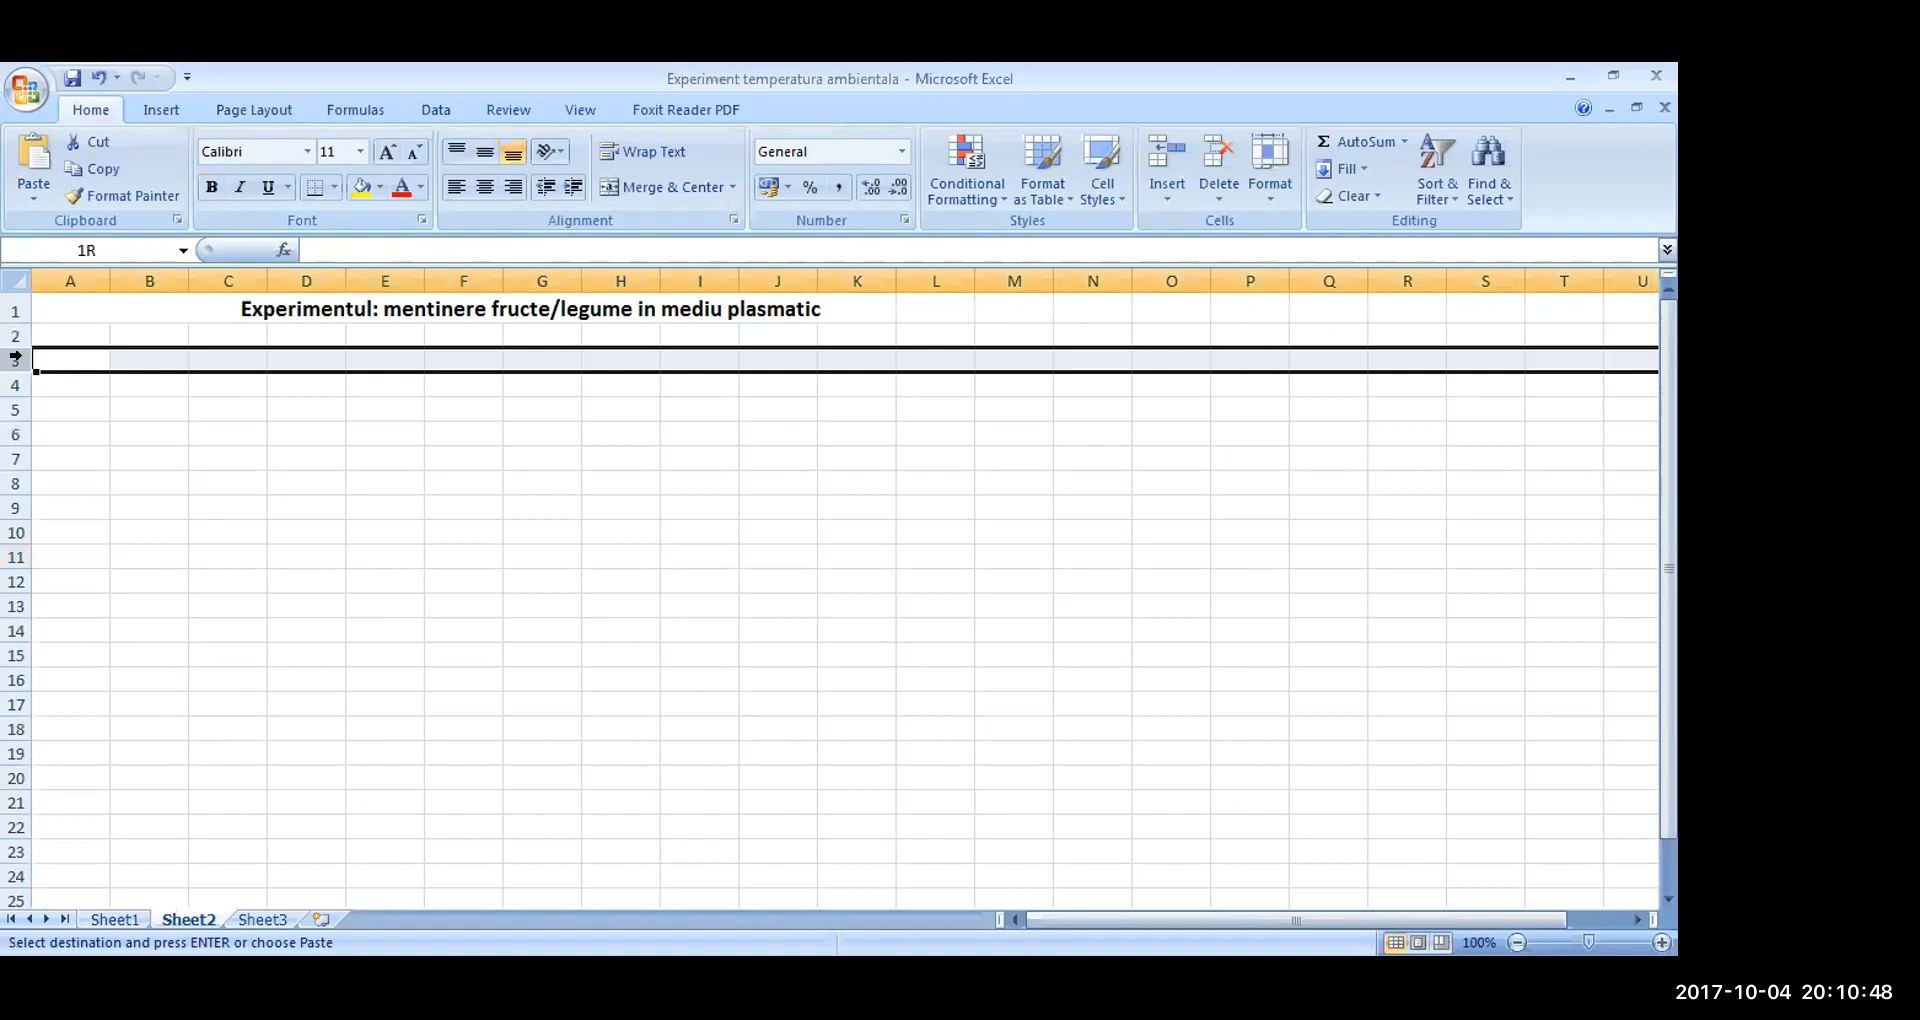 Experiment temperatura ambientala - Microsoft Excel
Home Insert Page Layout Formulas Data Review View Foxit Reader PDF
Cut
Copy
Format Painter
Paste
Clipboard
Calibri 11
B I U
Font
Wrap Text
Merge & Center
Alignment
General
% ,
Number
Conditional Formatting
Format as Table
Cell Styles
Styles
Insert Delete Format
Cells
Σ AutoSum
Fill
Clear
Sort & Filter
Find & Select
Editing
1R fx
A B C D E F G H I J K L M N O P Q R S T U
1 Experimentul: mentinere fructe/legume in mediu plasmatic
2
3
4
5
6
7
8
9
10
11
12
13
14
15
16
17
18
19
20
21
22
23
24
25
Sheet1 Sheet2 Sheet3
Select destination and press ENTER or choose Paste 100%
2017-10-04 20:10:48